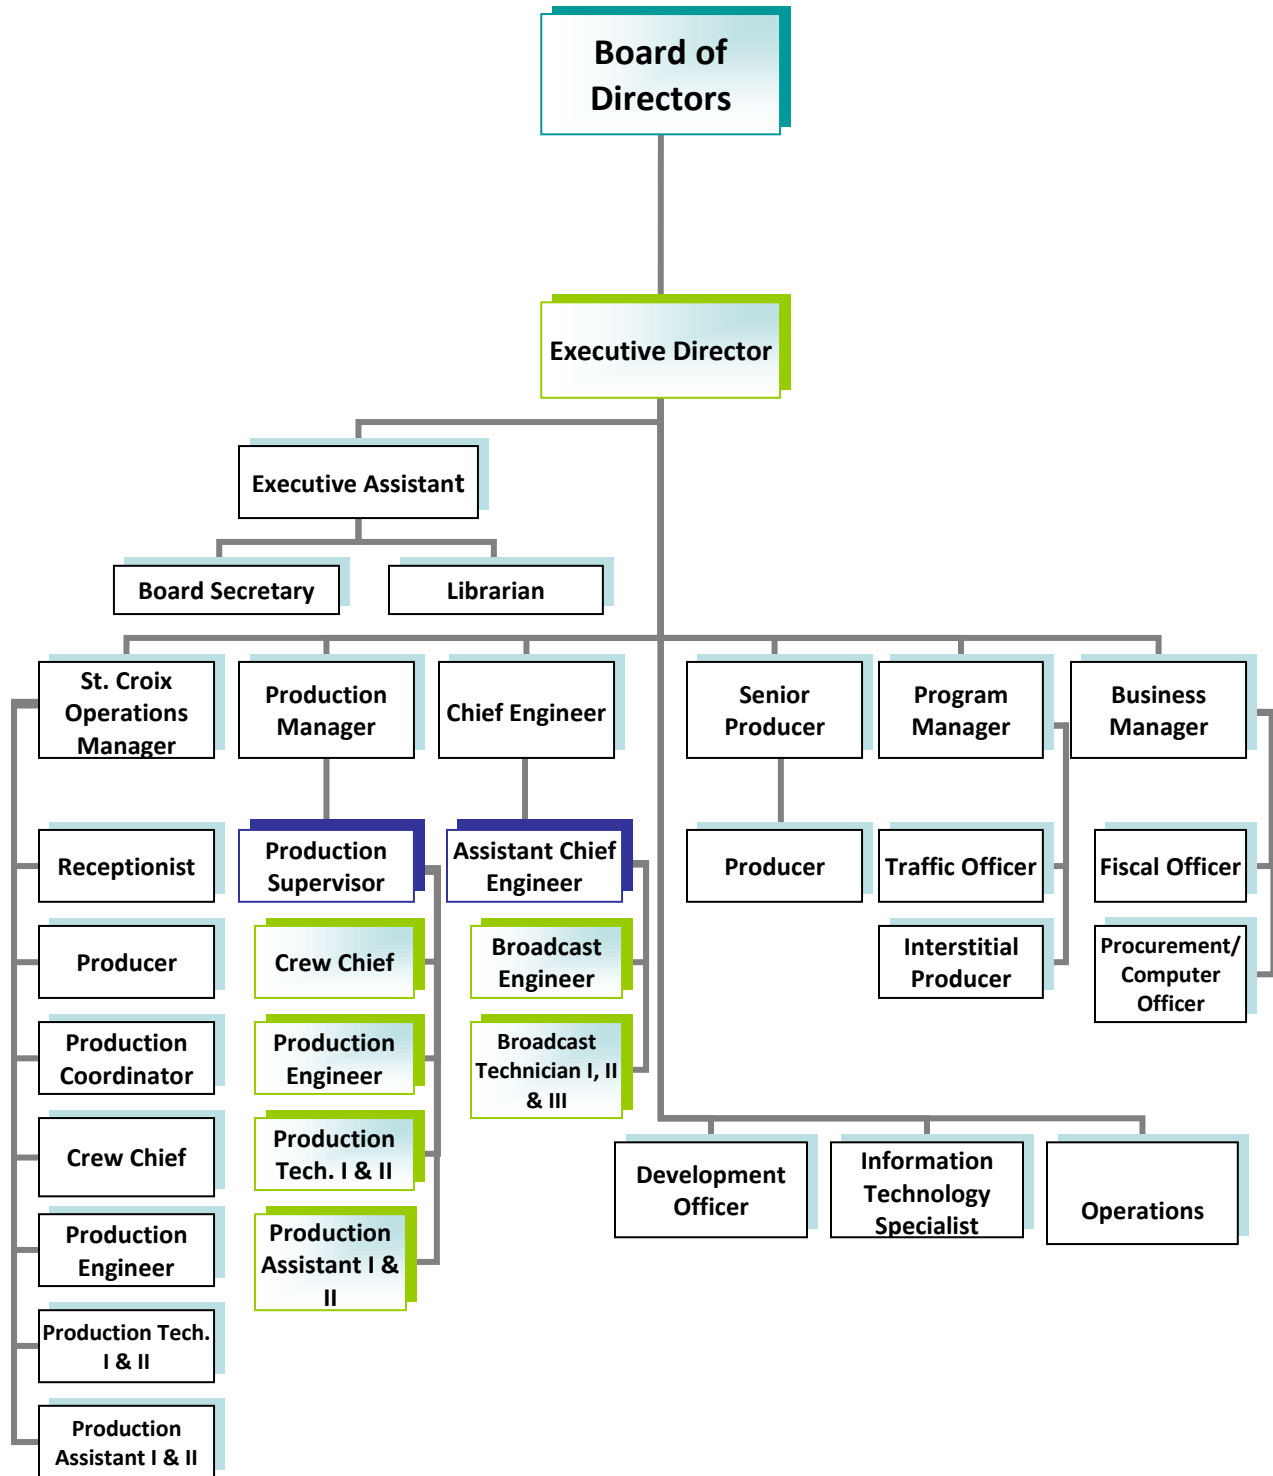 Board of
Directors
Executive Director
Executive Assistant
Board Secretary
Librarian
St. Croix
Operations
Manager
Production
Manager
Chief Engineer
Senior
Producer
Program
Manager
Business
Manager
Receptionist
Production
Supervisor
Assistant Chief
Engineer
Producer
Traffic Officer
Fiscal Officer
Producer
Crew Chief
Broadcast
Engineer
Interstitial
Producer
Procurement/
Computer
Officer
Production
Coordinator
Production
Engineer
Broadcast
Technician I, II
& III
Crew Chief
Production
Tech. I & II
Development
Officer
Information
Technology
Specialist
Operations
Production
Engineer
Production
Assistant I &
II
Production Tech.
I & II
Production
Assistant I & II